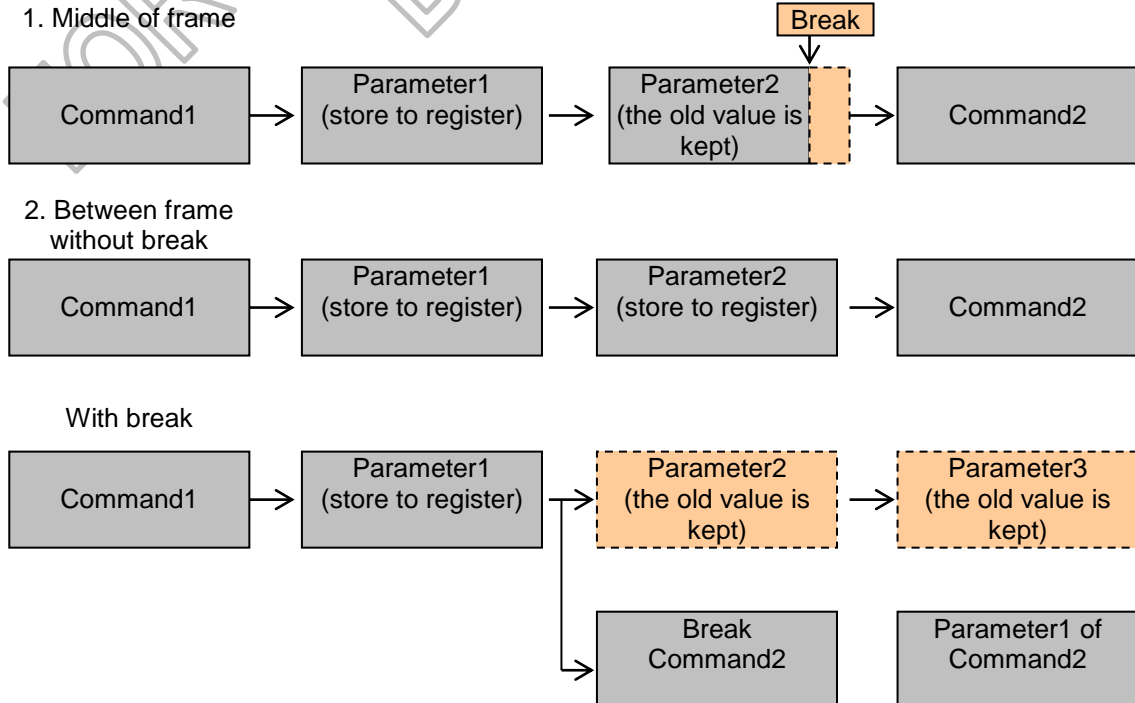 1. Middle of frame
Break
Command1
Parameter1
(store to register)
Parameter2
(the old value is
kept)
Command2
2. Between frame
without break
Command1
Parameter1
(store to register)
Parameter2
(store to register)
Command2
With break
Command1
Parameter1
(store to register)
Parameter2
(the old value is
kept)
Parameter3
(the old value is
kept)
Break
Command2
Parameter1 of
Command2